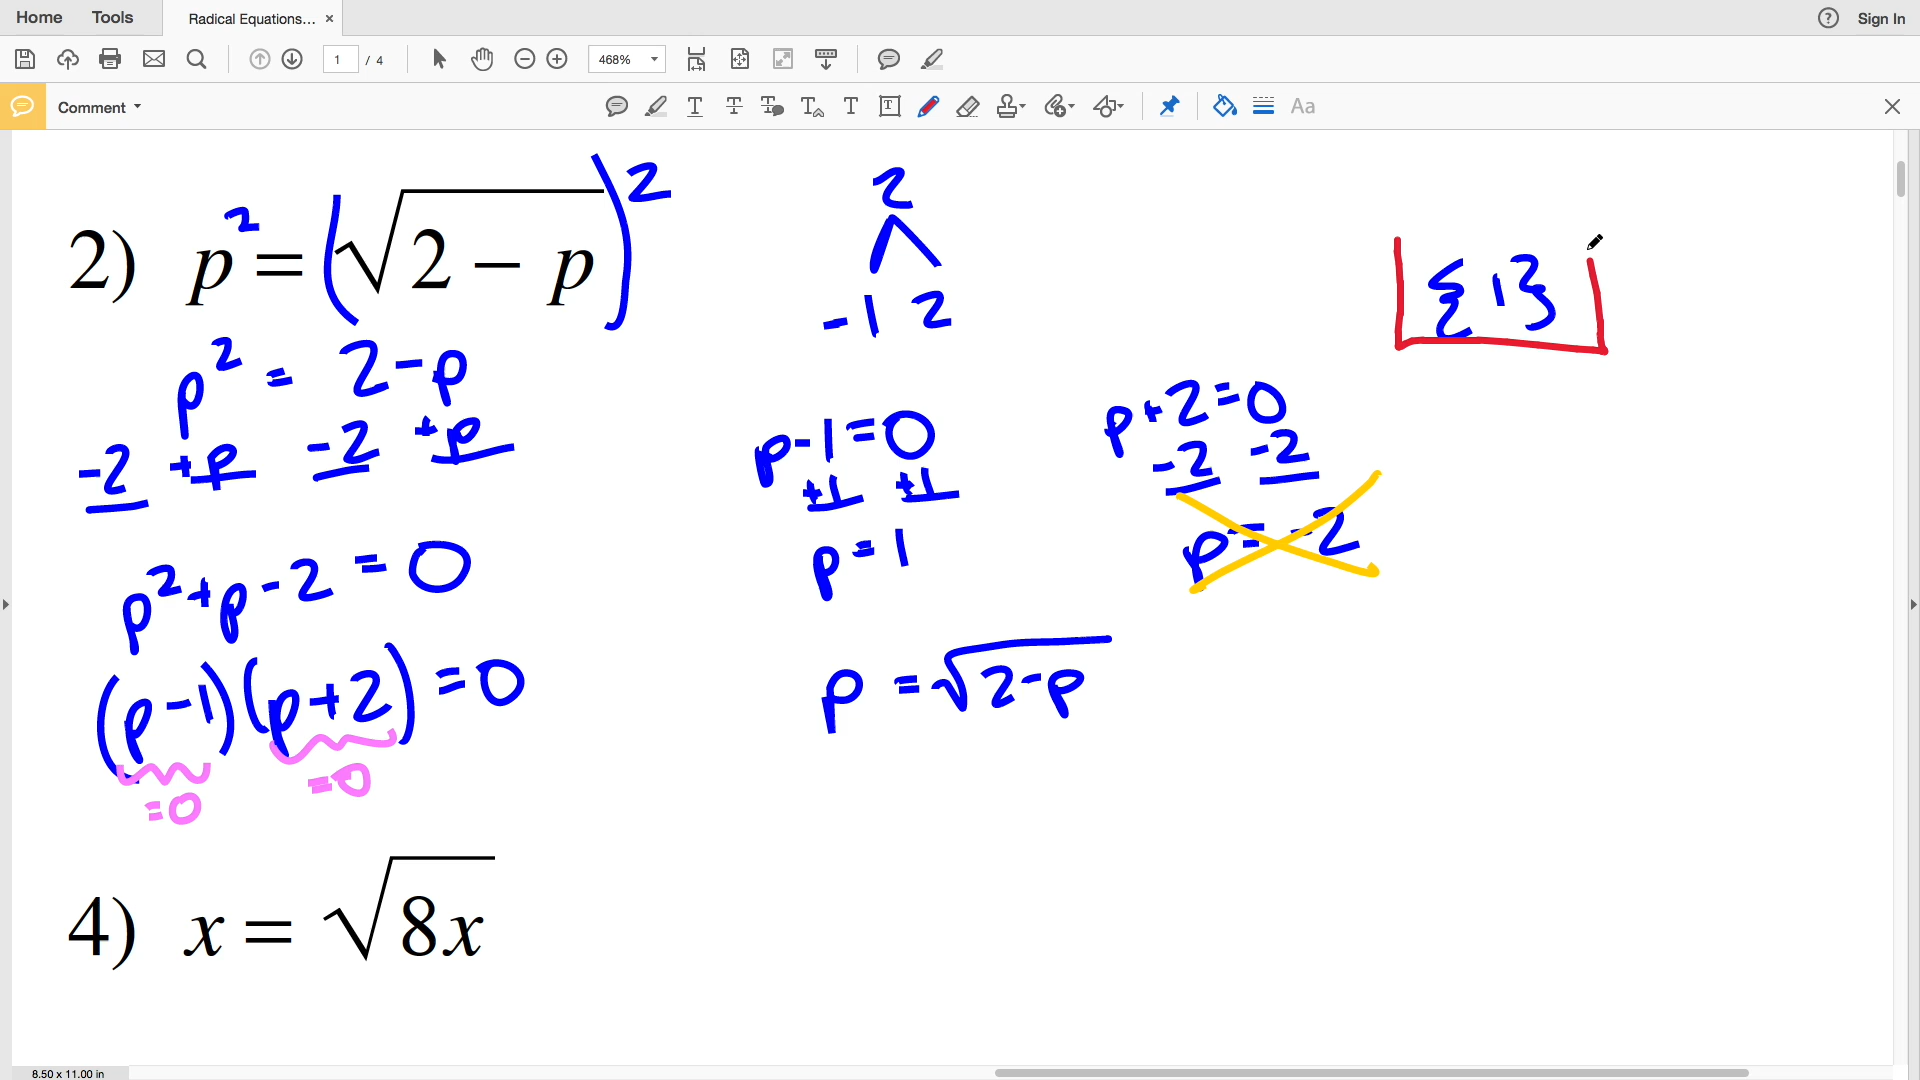 Home Tools Radical Equations... × ? Sign In
1 / 4 468%
Comment Aa
2) p² = (√2 − p)²
p² = 2-p
-2 +p -2 +p
p²+p-2=0
(p-1)(p+2)=0
=0 =0
2
-1 2
p-1=0
+1 +1
p=1
p+2=0
-2 -2
p=-2
p=√2-p
{1}
4) x = √8x
8.50 x 11.00 in